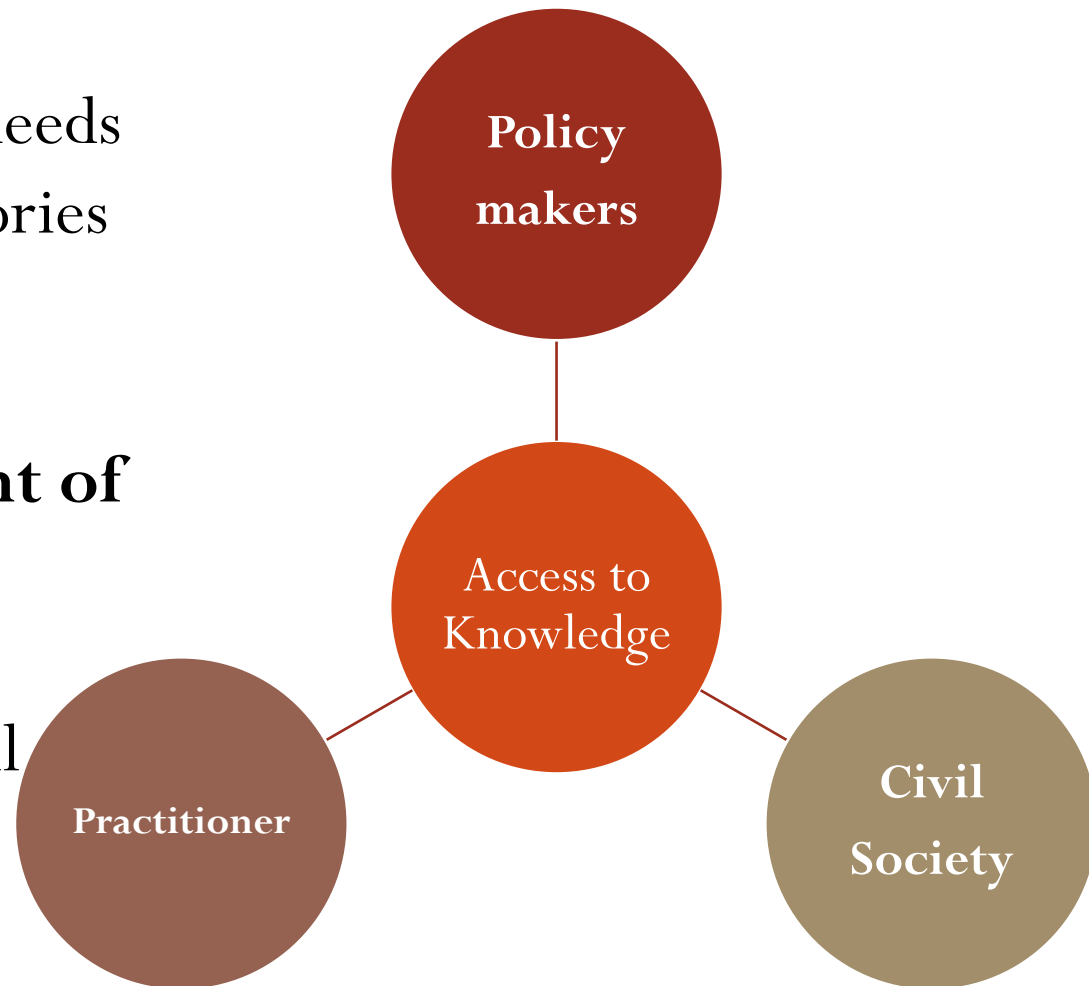 eeds
ories
nt of
l
Policy
makers
Access to
Knowledge
Practitioner
Civil
Society